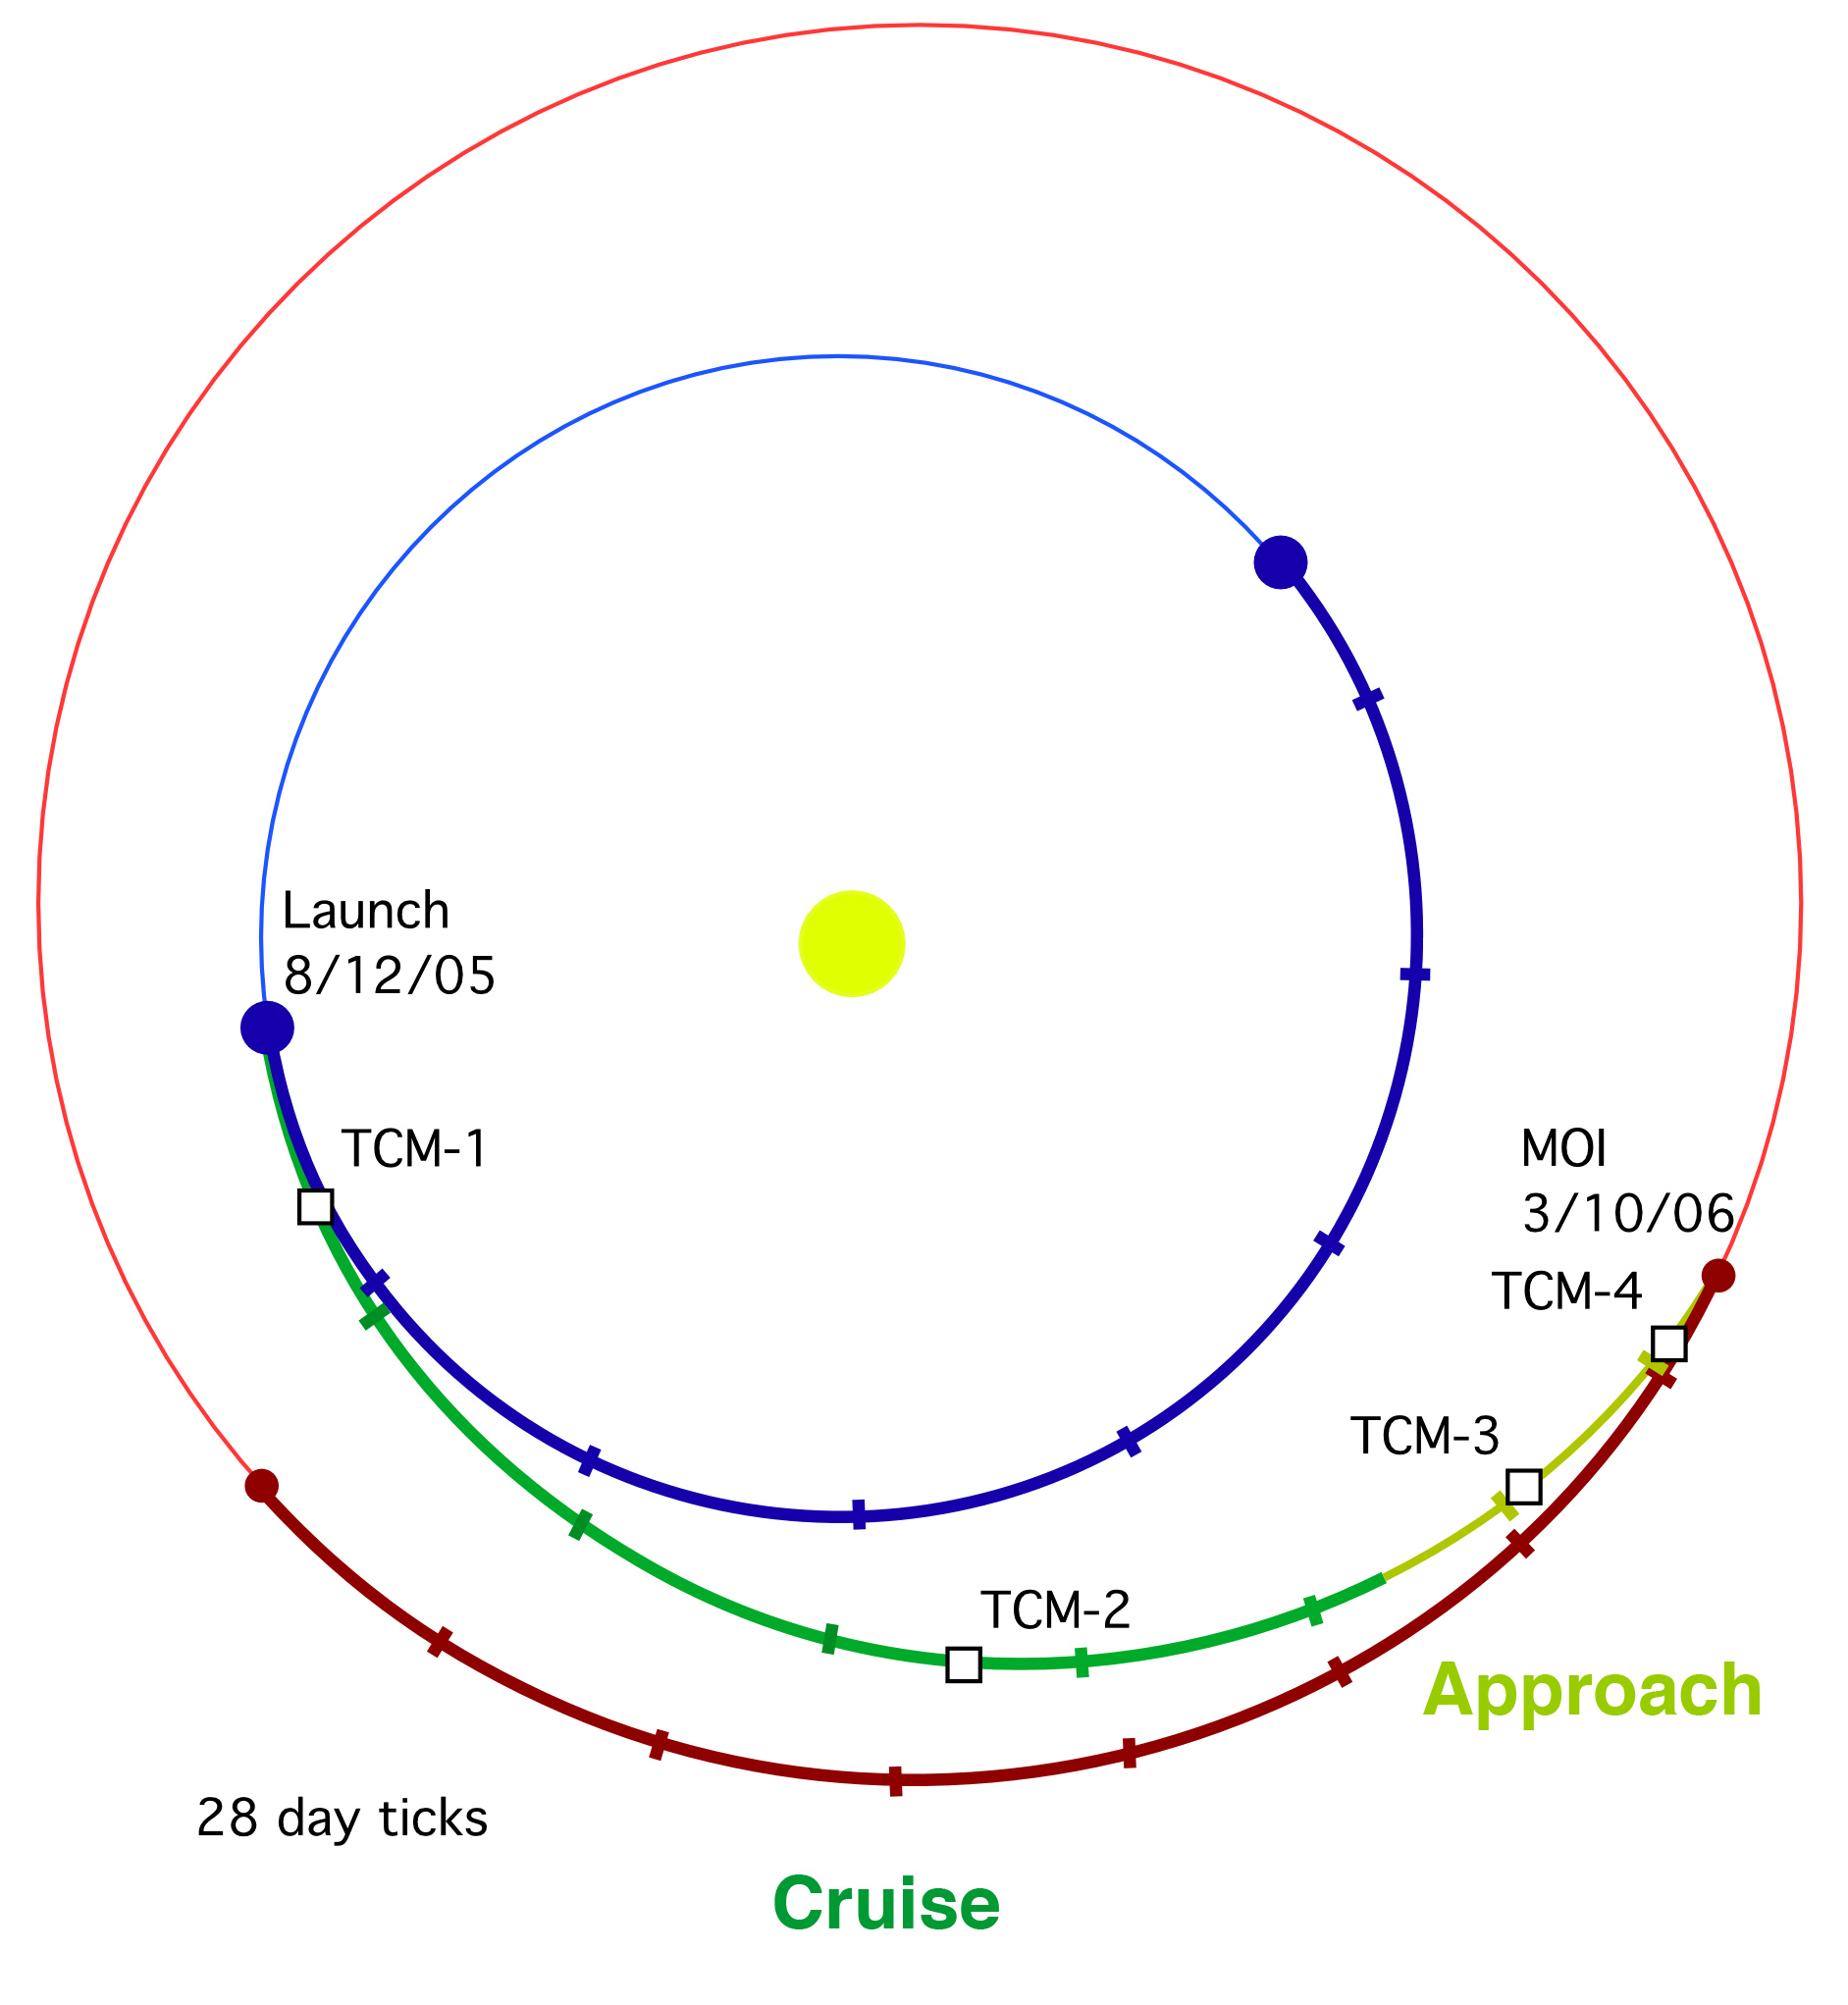 Launch
8/12/05
TCM-1
MOI
3/10/06
TCM-4
TCM-3
TCM-2
Approach
28 day ticks
Cruise